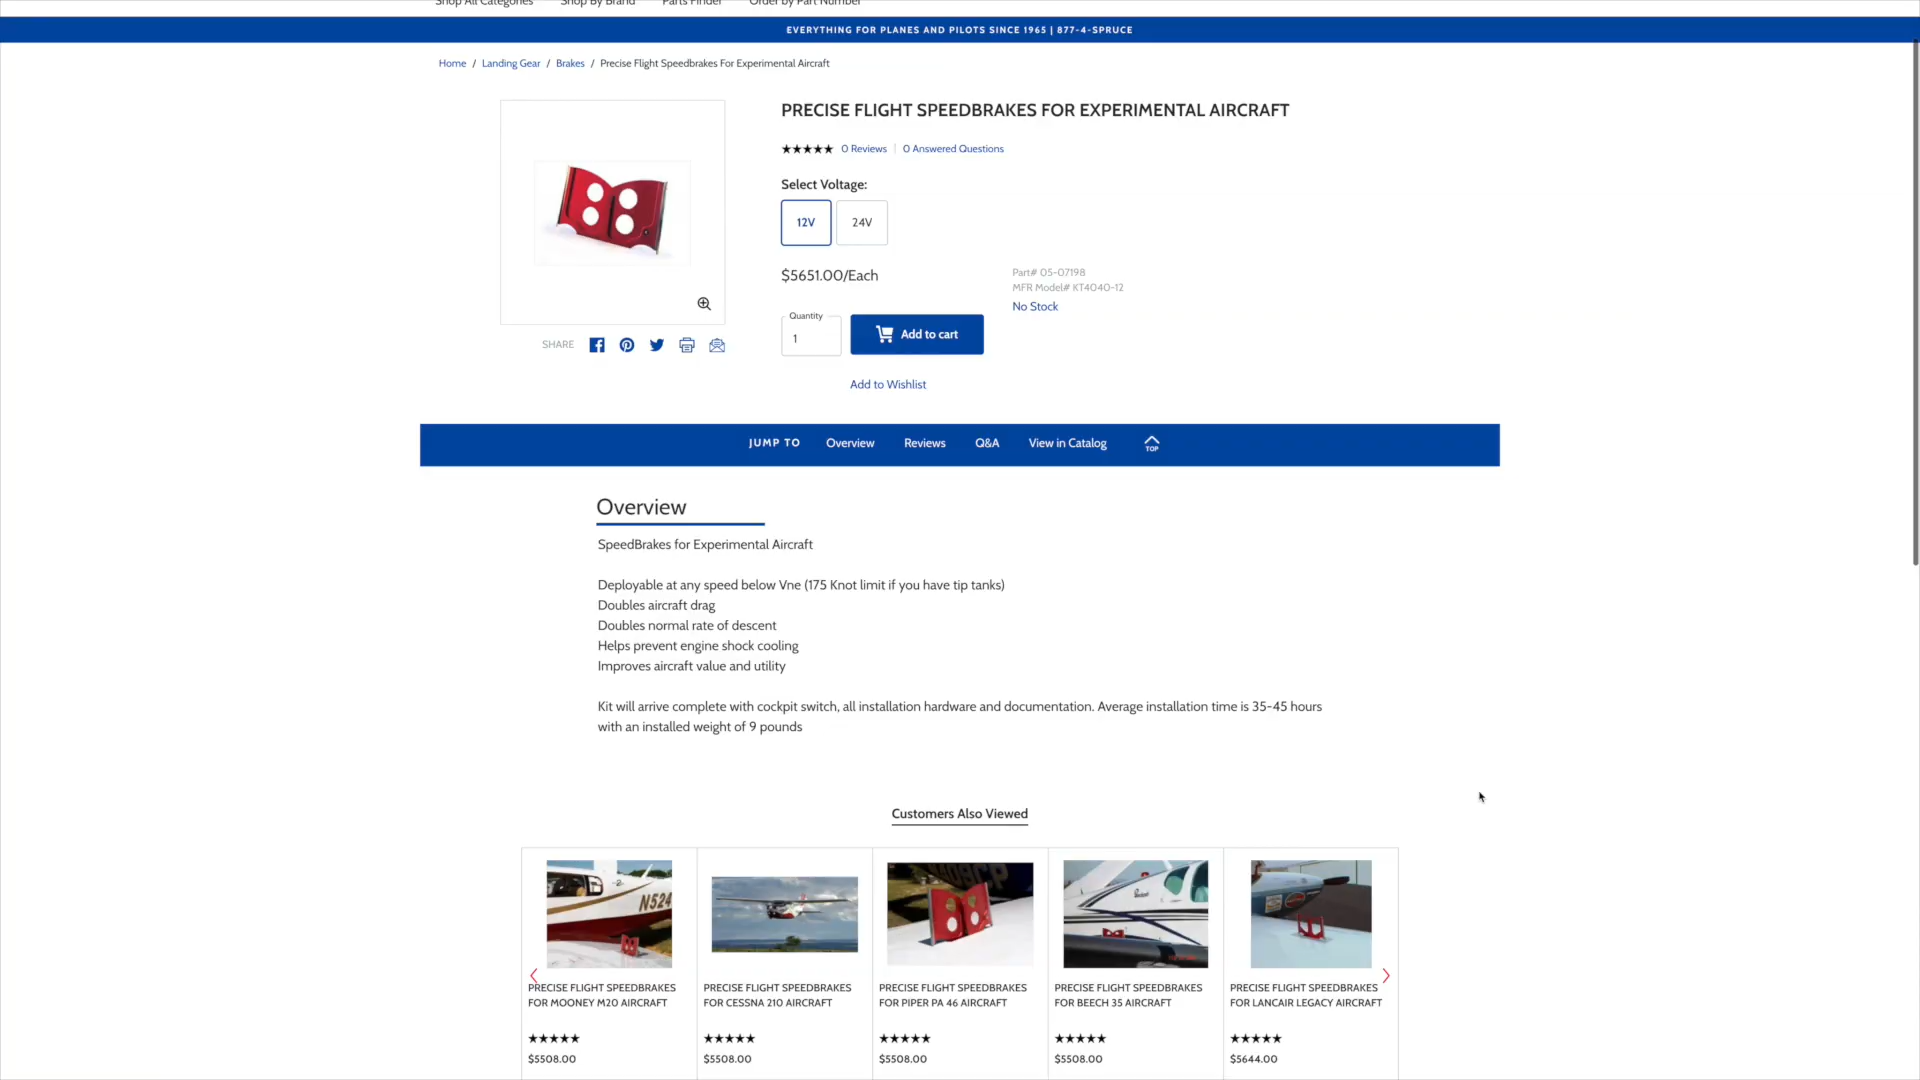 Shop All Categories Shop By Brand Parts Finder Order by Part Number
EVERYTHING FOR PLANES AND PILOTS SINCE 1965 | 877-4-SPRUCE
Home / Landing Gear / Brakes / Precise Flight Speedbrakes For Experimental Aircraft
PRECISE FLIGHT SPEEDBRAKES FOR EXPERIMENTAL AIRCRAFT
0 Reviews | 0 Answered Questions
Select Voltage:
12V 24V
$5651.00/Each
Part# 05-07198
MFR Model# KT4040-12
No Stock
Quantity
1
Add to cart
SHARE
Add to Wishlist
JUMP TO Overview Reviews Q&A View in Catalog TOP
Overview
SpeedBrakes for Experimental Aircraft
Deployable at any speed below Vne (175 Knot limit if you have tip tanks)
Doubles aircraft drag
Doubles normal rate of descent
Helps prevent engine shock cooling
Improves aircraft value and utility
Kit will arrive complete with cockpit switch, all installation hardware and documentation. Average installation time is 35-45 hours
with an installed weight of 9 pounds
Customers Also Viewed
N524
PRECISE FLIGHT SPEEDBRAKES
FOR MOONEY M20 AIRCRAFT
$5508.00
PRECISE FLIGHT SPEEDBRAKES
FOR CESSNA 210 AIRCRAFT
$5508.00
PRECISE FLIGHT SPEEDBRAKES
FOR PIPER PA 46 AIRCRAFT
$5508.00
PRECISE FLIGHT SPEEDBRAKES
FOR BEECH 35 AIRCRAFT
$5508.00
PRECISE FLIGHT SPEEDBRAKES
FOR LANCAIR LEGACY AIRCRAFT
$5644.00